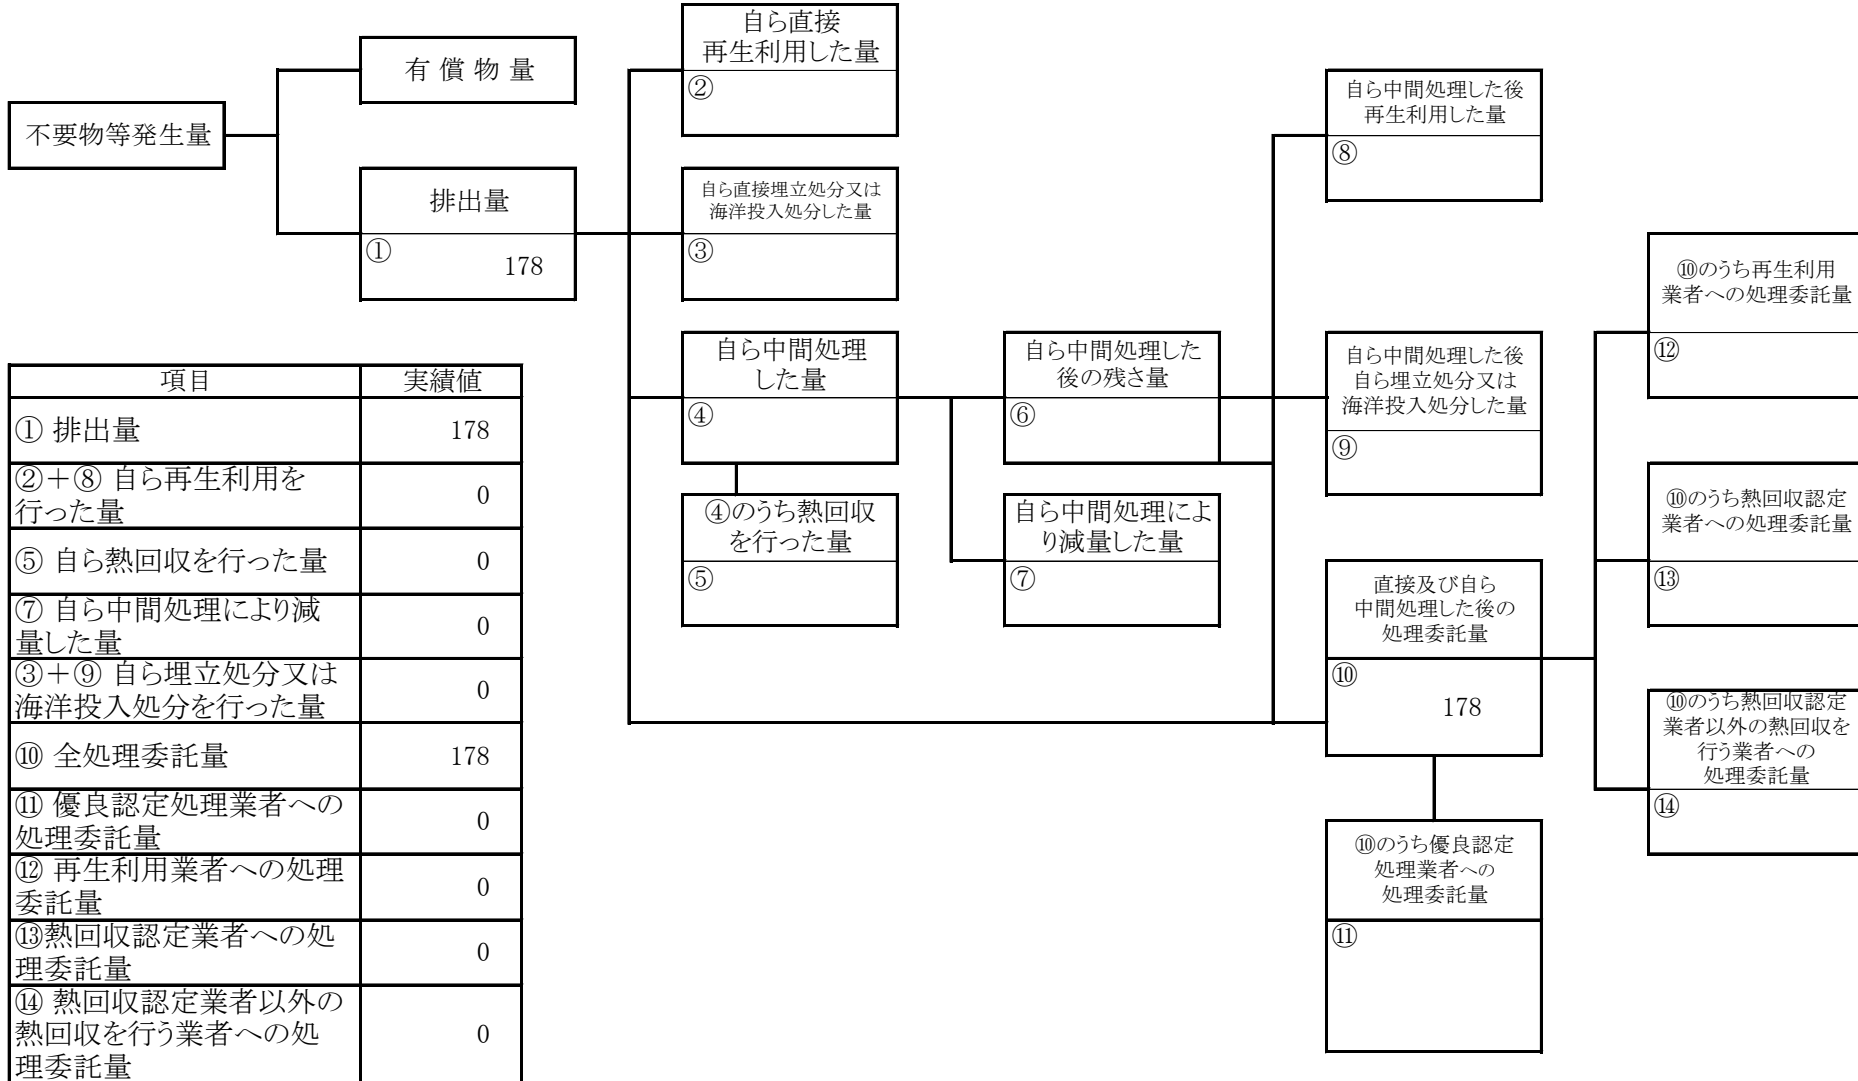 不要物等発生量
有 償 物 量
排出量
①
178
自ら直接
再生利用した量
②
自ら直接埋立処分又は
海洋投入処分した量
③
自ら中間処理
した量
④
④のうち熱回収
を行った量
⑤
自ら中間処理した
後の残さ量
⑥
自ら中間処理によ
り減量した量
⑦
自ら中間処理した後
再生利用した量
⑧
自ら中間処理した後
自ら埋立処分又は
海洋投入処分した量
⑨
直接及び自ら
中間処理した後の
処理委託量
⑩
178
⑩のうち優良認定
処理業者への
処理委託量
⑪
⑩のうち再生利用
業者への処理委託量
⑫
⑩のうち熱回収認定
業者への処理委託量
⑬
⑩のうち熱回収認定
業者以外の熱回収を
行う業者への
処理委託量
⑭
項目 実績値
① 排出量 178
②+⑧ 自ら再生利用を
行った量 0
⑤ 自ら熱回収を行った量 0
⑦ 自ら中間処理により減
量した量 0
③+⑨ 自ら埋立処分又は
海洋投入処分を行った量 0
⑩ 全処理委託量 178
⑪ 優良認定処理業者への
処理委託量 0
⑫ 再生利用業者への処理
委託量 0
⑬熱回収認定業者への処
理委託量 0
⑭ 熱回収認定業者以外の
熱回収を行う業者への処
理委託量 0